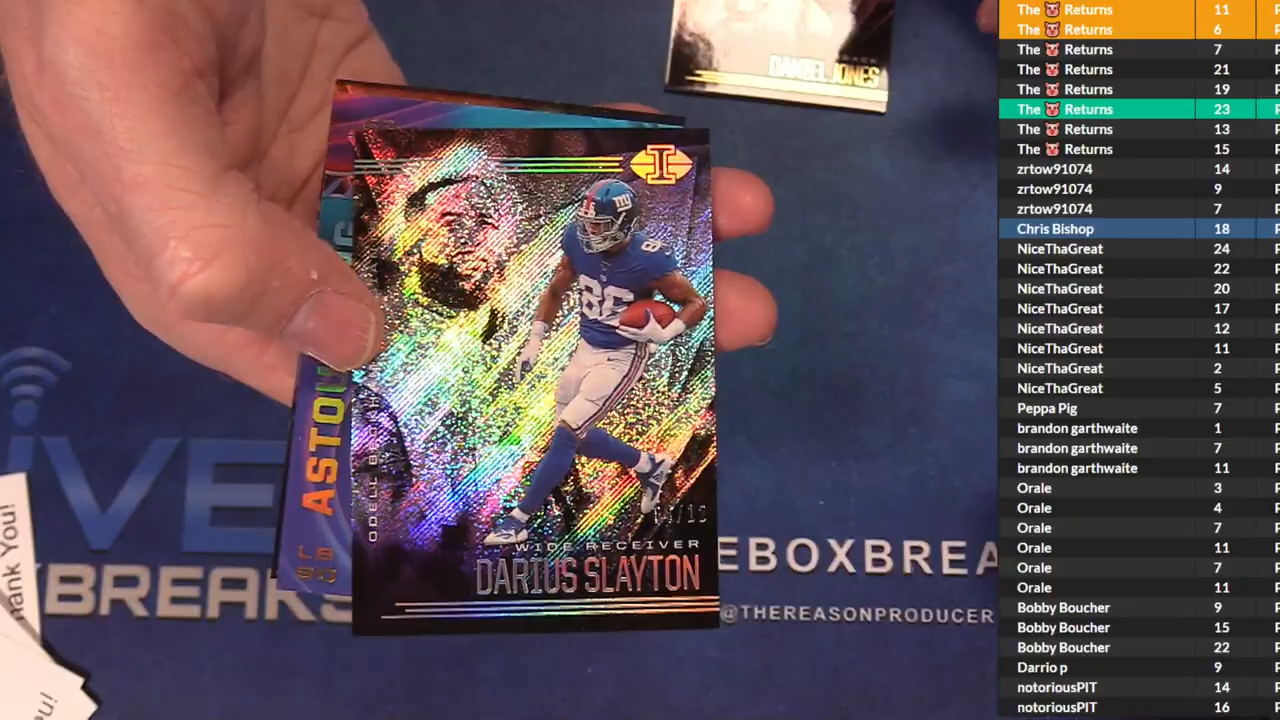 DANIEL JONES
I
86
86
ODELL BECKHAM
ASTOU
WIDE RECEIVER
DARIUS SLAYTON
iVE
BREAKS
EBOXBREA
@THEREASONPRODUCER
Thank You!
The 🐷 Returns 11
The 🐷 Returns 6
The 🐷 Returns 7
The 🐷 Returns 21
The 🐷 Returns 19
The 🐷 Returns 23
The 🐷 Returns 13
The 🐷 Returns 15
zrtow91074 14
zrtow91074 9
zrtow91074 7
Chris Bishop 18
NiceThaGreat 24
NiceThaGreat 22
NiceThaGreat 20
NiceThaGreat 17
NiceThaGreat 12
NiceThaGreat 11
NiceThaGreat 2
NiceThaGreat 5
Peppa Pig 7
brandon garthwaite 1
brandon garthwaite 7
brandon garthwaite 11
Orale 3
Orale 4
Orale 7
Orale 11
Orale 7
Orale 11
Bobby Boucher 9
Bobby Boucher 15
Bobby Boucher 22
Darrio p 9
notoriousPIT 14
notoriousPIT 16